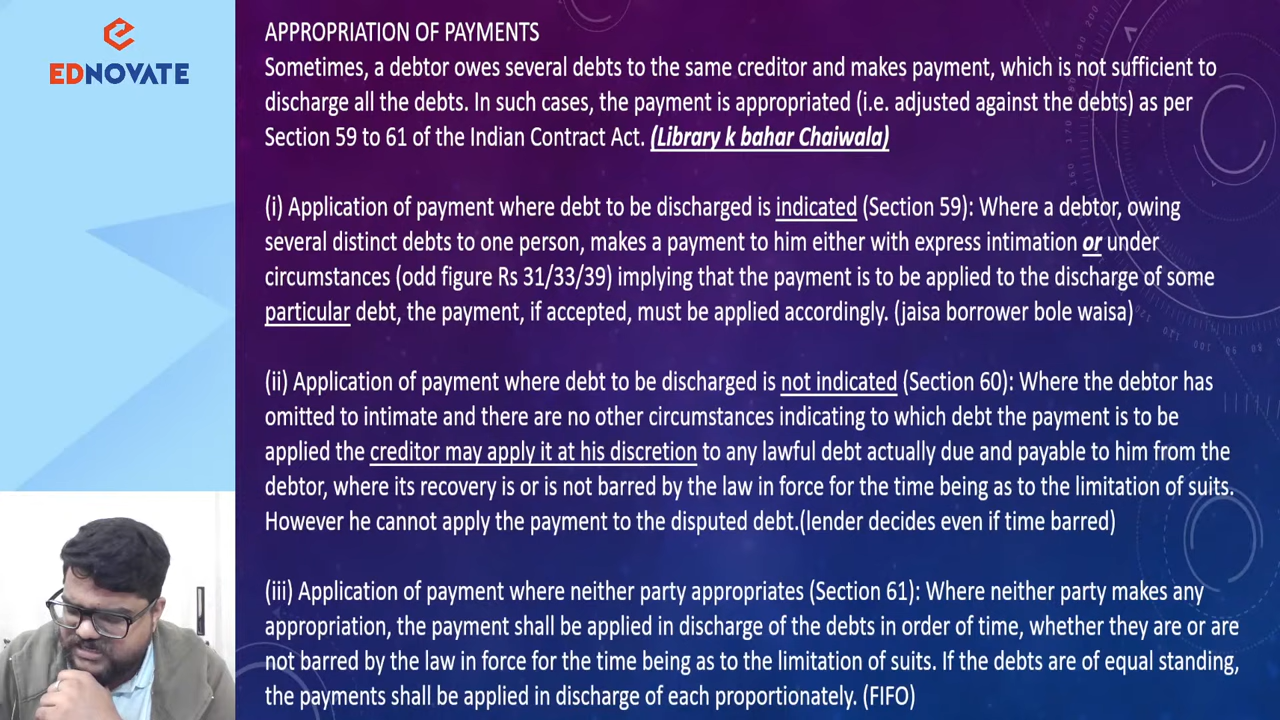 EDNOVATE
APPROPRIATION OF PAYMENTS
Sometimes, a debtor owes several debts to the same creditor and makes payment, which is not sufficient to
discharge all the debts. In such cases, the payment is appropriated (i.e. adjusted against the debts) as per
Section 59 to 61 of the Indian Contract Act. (Library k bahar Chaiwala)
(i) Application of payment where debt to be discharged is indicated (Section 59): Where a debtor, owing
several distinct debts to one person, makes a payment to him either with express intimation or under
circumstances (odd figure Rs 31/33/39) implying that the payment is to be applied to the discharge of some
particular debt, the payment, if accepted, must be applied accordingly. (jaisa borrower bole waisa)
(ii) Application of payment where debt to be discharged is not indicated (Section 60): Where the debtor has
omitted to intimate and there are no other circumstances indicating to which debt the payment is to be
applied the creditor may apply it at his discretion to any lawful debt actually due and payable to him from the
debtor, where its recovery is or is not barred by the law in force for the time being as to the limitation of suits.
However he cannot apply the payment to the disputed debt.(lender decides even if time barred)
(iii) Application of payment where neither party appropriates (Section 61): Where neither party makes any
appropriation, the payment shall be applied in discharge of the debts in order of time, whether they are or are
not barred by the law in force for the time being as to the limitation of suits. If the debts are of equal standing,
the payments shall be applied in discharge of each proportionately. (FIFO)